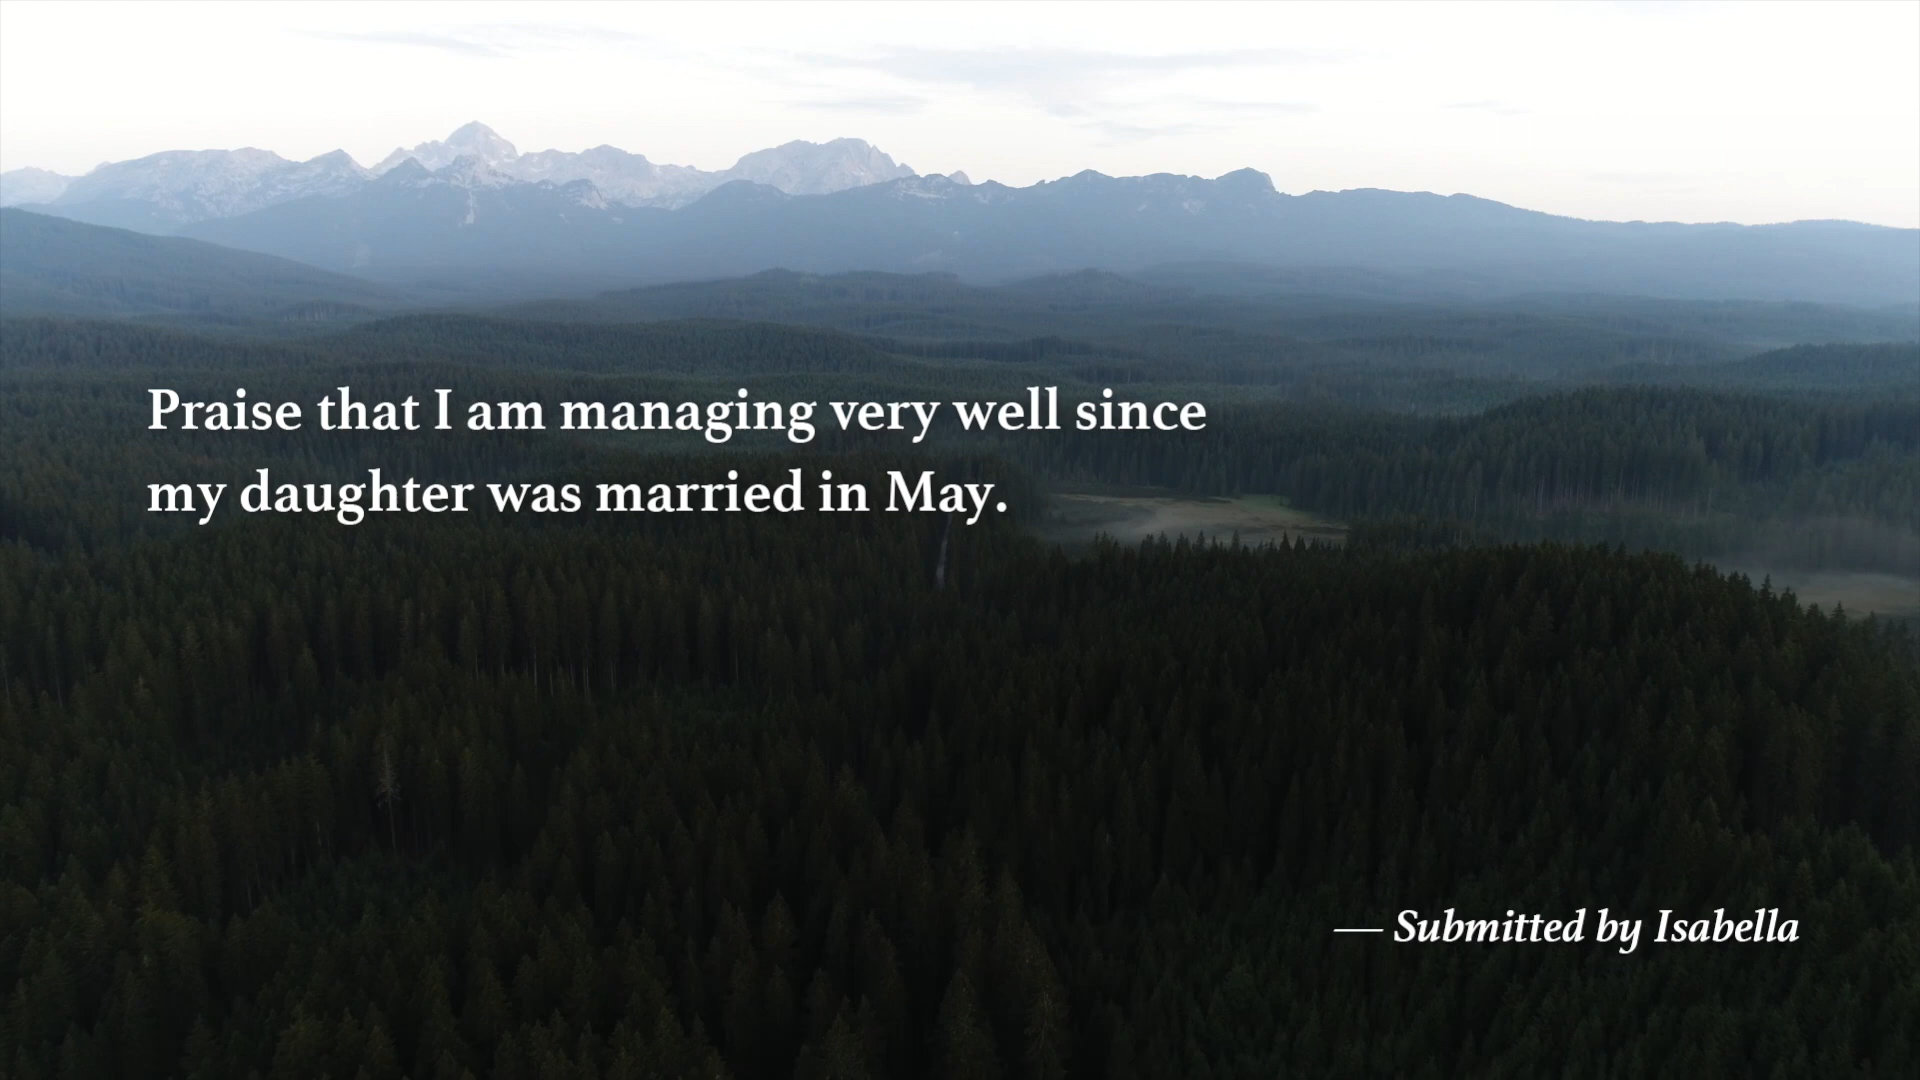 Praise that I am managing very well since
my daughter was married in May.
— Submitted by Isabella